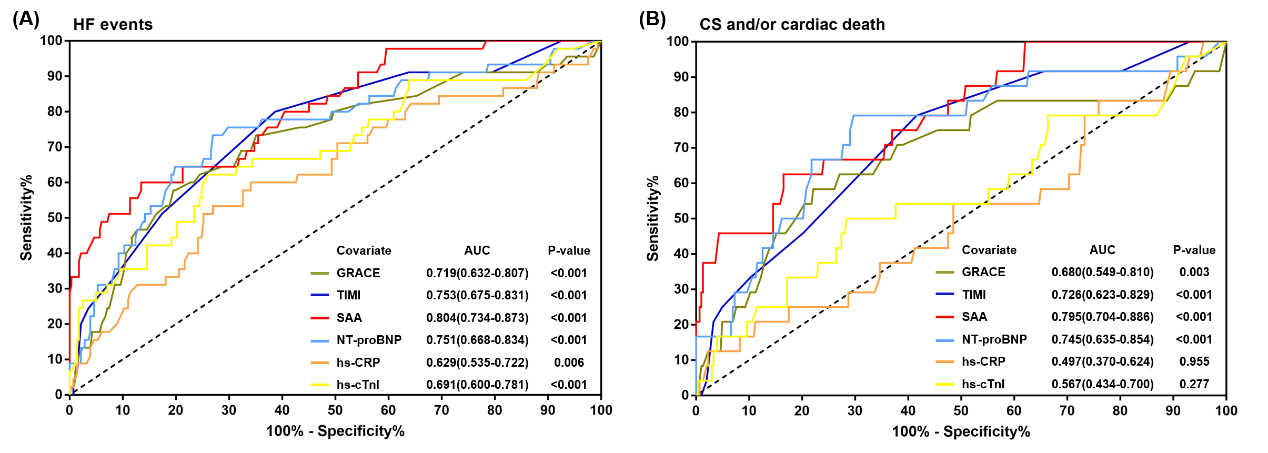 (A) HF events
Sensitivity%
100
90
80
70
60
50
40
30
20
10
0
Covariate AUC P-value
GRACE 0.719(0.632-0.807) <0.001
TIMI 0.753(0.675-0.831) <0.001
SAA 0.804(0.734-0.873) <0.001
NT-proBNP 0.751(0.668-0.834) <0.001
hs-CRP 0.629(0.535-0.722) 0.006
hs-cTnI 0.691(0.600-0.781) <0.001
0 10 20 30 40 50 60 70 80 90 100
100% - Specificity%
(B) CS and/or cardiac death
Sensitivity%
100
90
80
70
60
50
40
30
20
10
0
Covariate AUC P-value
GRACE 0.680(0.549-0.810) 0.003
TIMI 0.726(0.623-0.829) <0.001
SAA 0.795(0.704-0.886) <0.001
NT-proBNP 0.745(0.635-0.854) <0.001
hs-CRP 0.497(0.370-0.624) 0.955
hs-cTnI 0.567(0.434-0.700) 0.277
0 10 20 30 40 50 60 70 80 90 100
100% - Specificity%